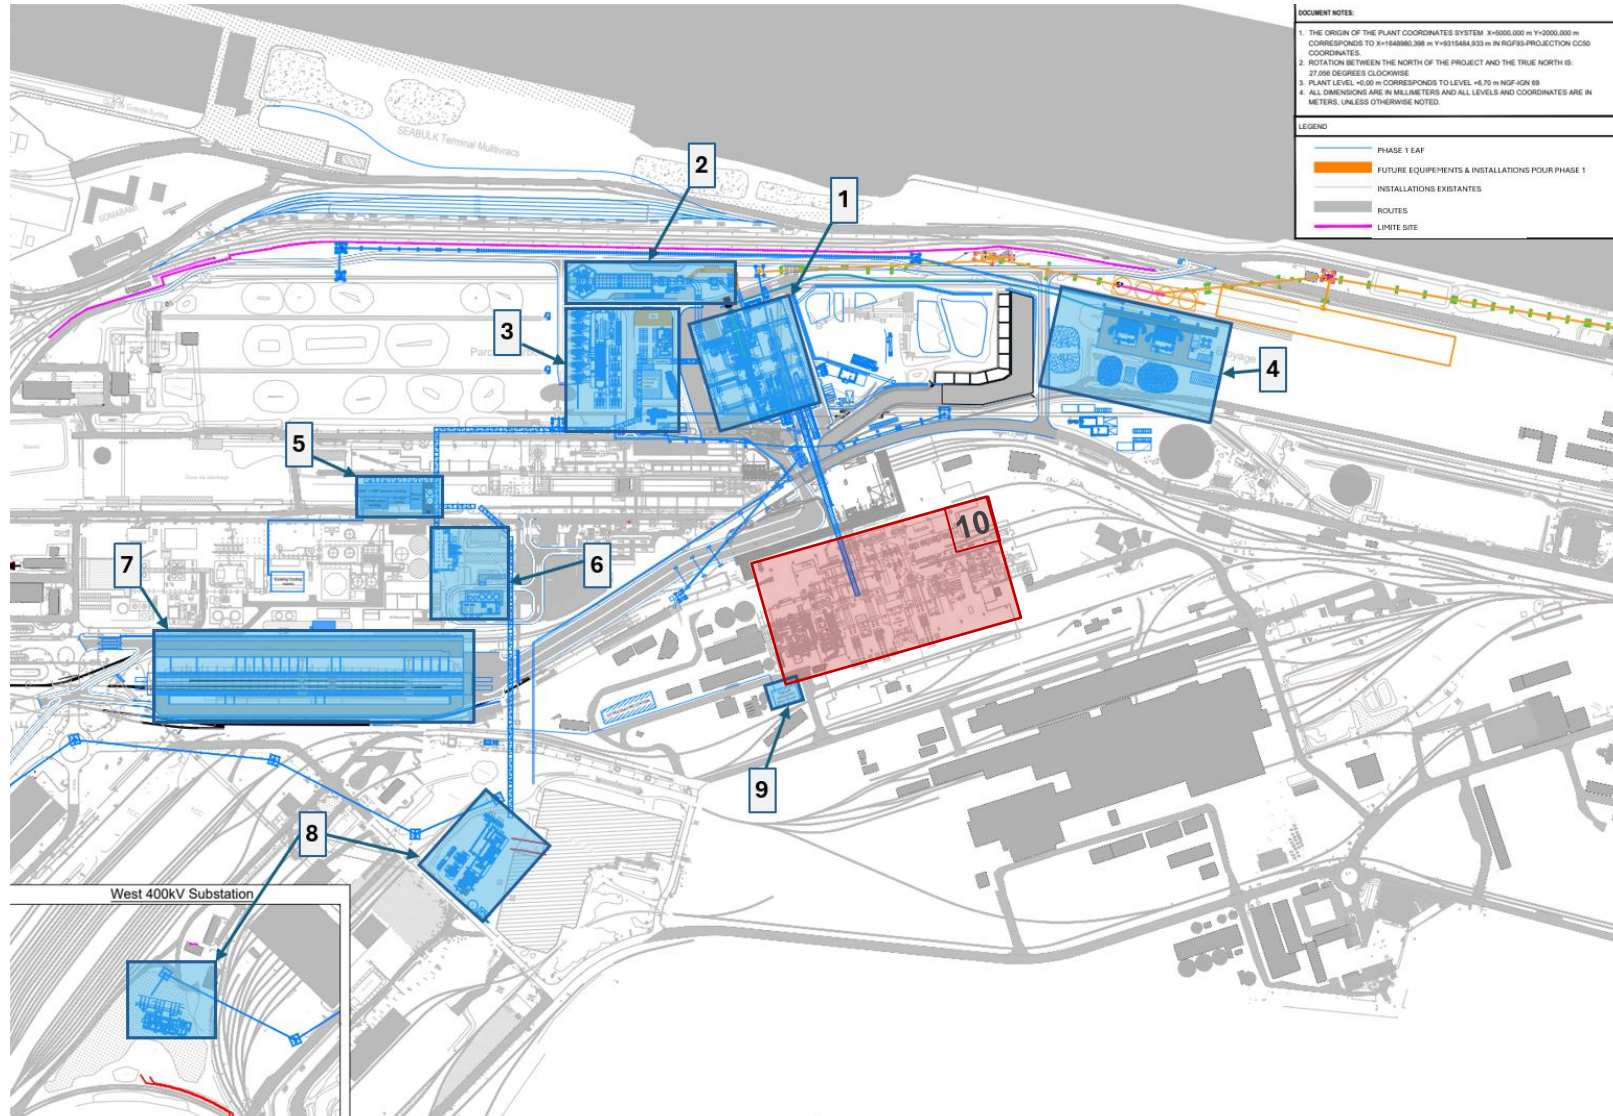 DOCUMENT NOTES:
1. THE ORIGIN OF THE PLANT COORDINATES SYSTEM X=5000,000 m Y=2000,000 m
CORRESPONDS TO X=1648980,398 m Y=9315484,933 m IN RGF93-PROJECTION CC50
COORDINATES.
2. ROTATION BETWEEN THE NORTH OF THE PROJECT AND THE TRUE NORTH IS:
27,056 DEGREES CLOCKWISE
3. PLANT LEVEL +0,00 m CORRESPONDS TO LEVEL +6,70 m NGF-IGN 69
4. ALL DIMENSIONS ARE IN MILLIMETERS AND ALL LEVELS AND COORDINATES ARE IN
METERS, UNLESS OTHERWISE NOTED.
LEGEND
PHASE 1 EAF
FUTURE EQUIPEMENTS & INSTALLATIONS POUR PHASE 1
INSTALLATIONS EXISTANTES
ROUTES
LIMITE SITE
SEABULK Terminal Multivracs
2
1
3
4
5
10
6
7
9
8
West 400kV Substation
TCC
TCC